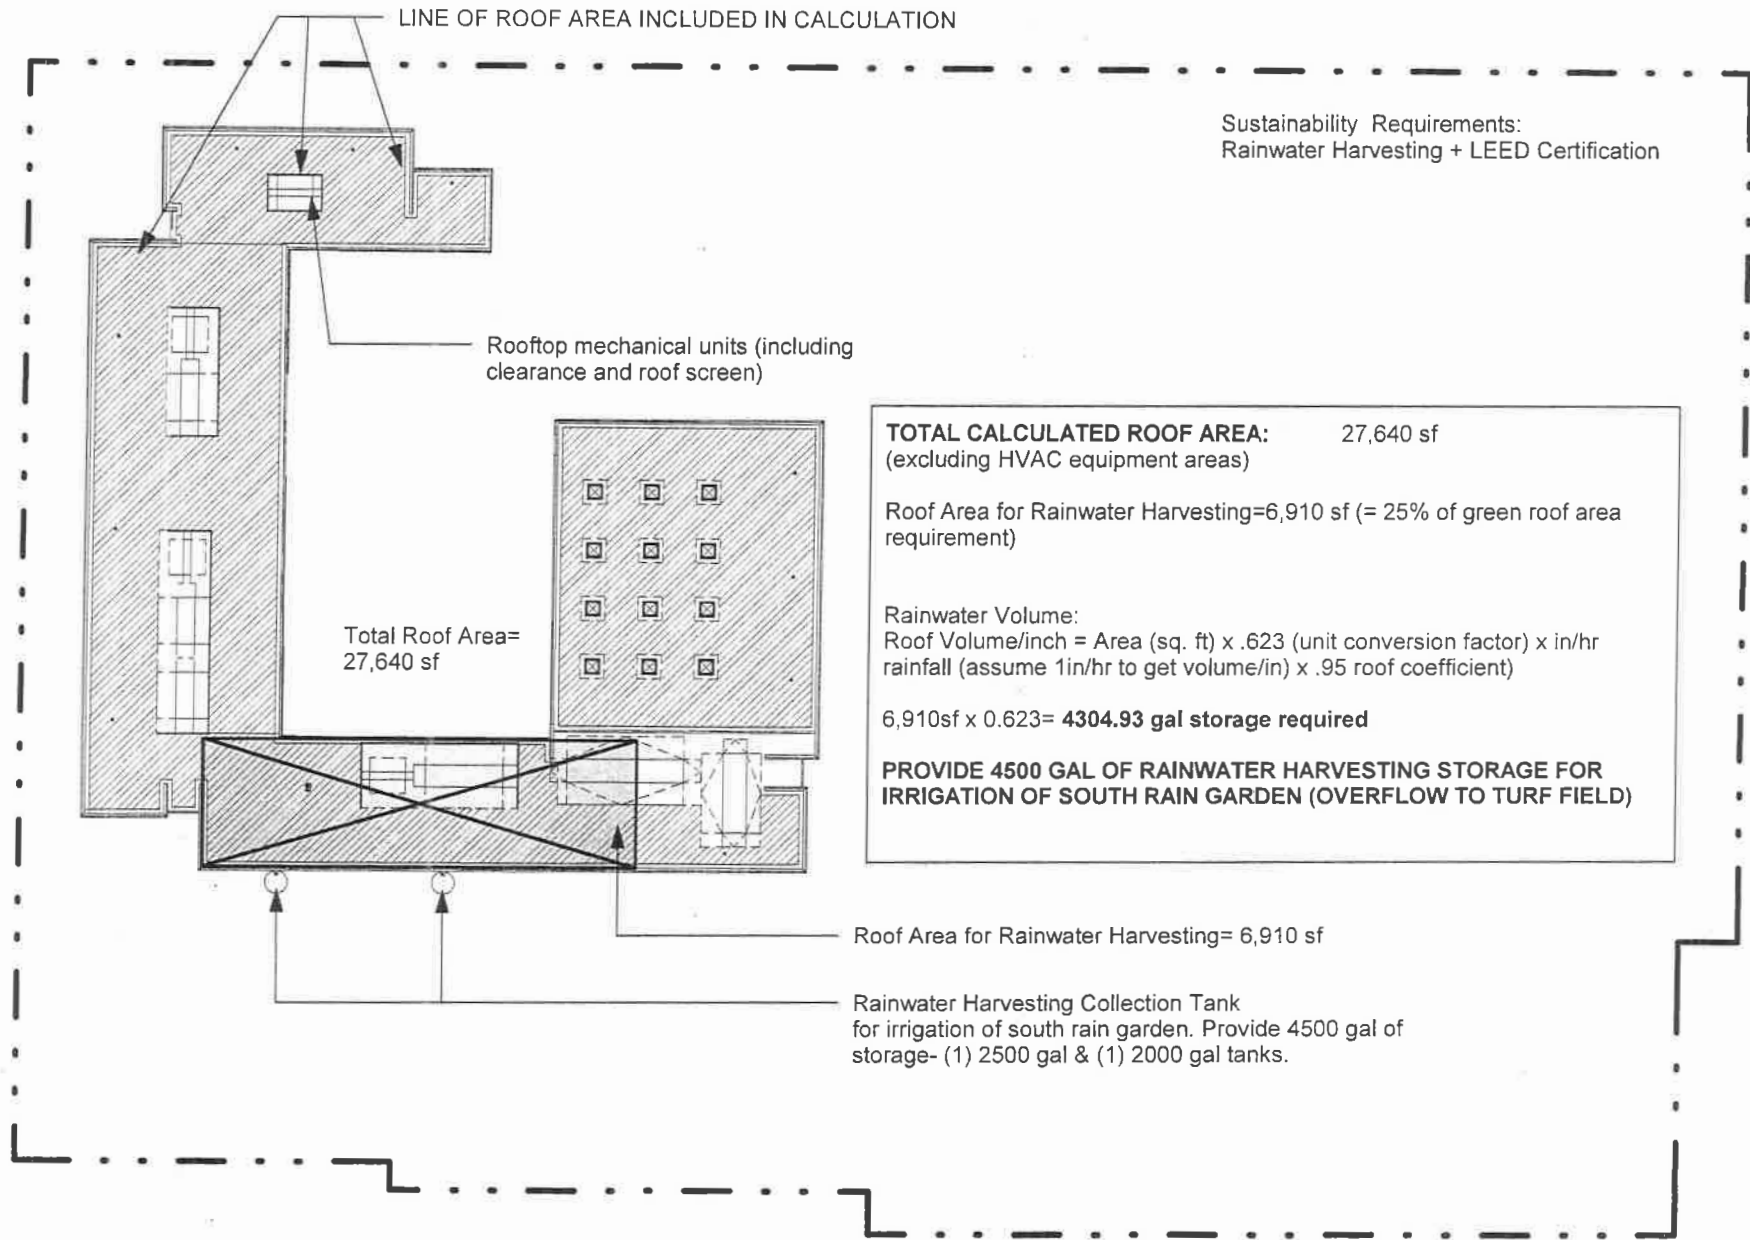 LINE OF ROOF AREA INCLUDED IN CALCULATION
Sustainability Requirements:
Rainwater Harvesting + LEED Certification
Rooftop mechanical units (including
clearance and roof screen)
TOTAL CALCULATED ROOF AREA: 27,640 sf
(excluding HVAC equipment areas)
Roof Area for Rainwater Harvesting=6,910 sf (= 25% of green roof area
requirement)
Rainwater Volume:
Roof Volume/inch = Area (sq. ft) x .623 (unit conversion factor) x in/hr
rainfall (assume 1in/hr to get volume/in) x .95 roof coefficient)
6,910sf x 0.623= 4304.93 gal storage required
PROVIDE 4500 GAL OF RAINWATER HARVESTING STORAGE FOR
IRRIGATION OF SOUTH RAIN GARDEN (OVERFLOW TO TURF FIELD)
Total Roof Area=
27,640 sf
Roof Area for Rainwater Harvesting= 6,910 sf
Rainwater Harvesting Collection Tank
for irrigation of south rain garden. Provide 4500 gal of
storage- (1) 2500 gal & (1) 2000 gal tanks.